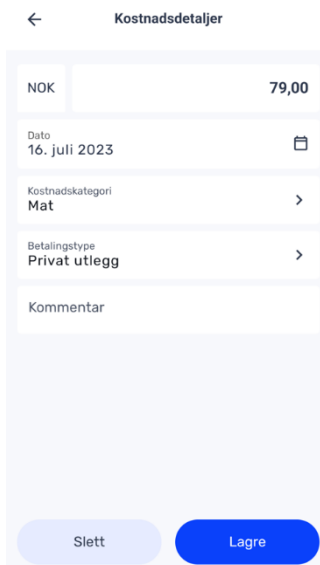 Kostnadsdetaljer
NOK 79,00
Dato
16. juli 2023
Kostnadskategori
Mat
Betalingstype
Privat utlegg
Kommentar
Slett Lagre